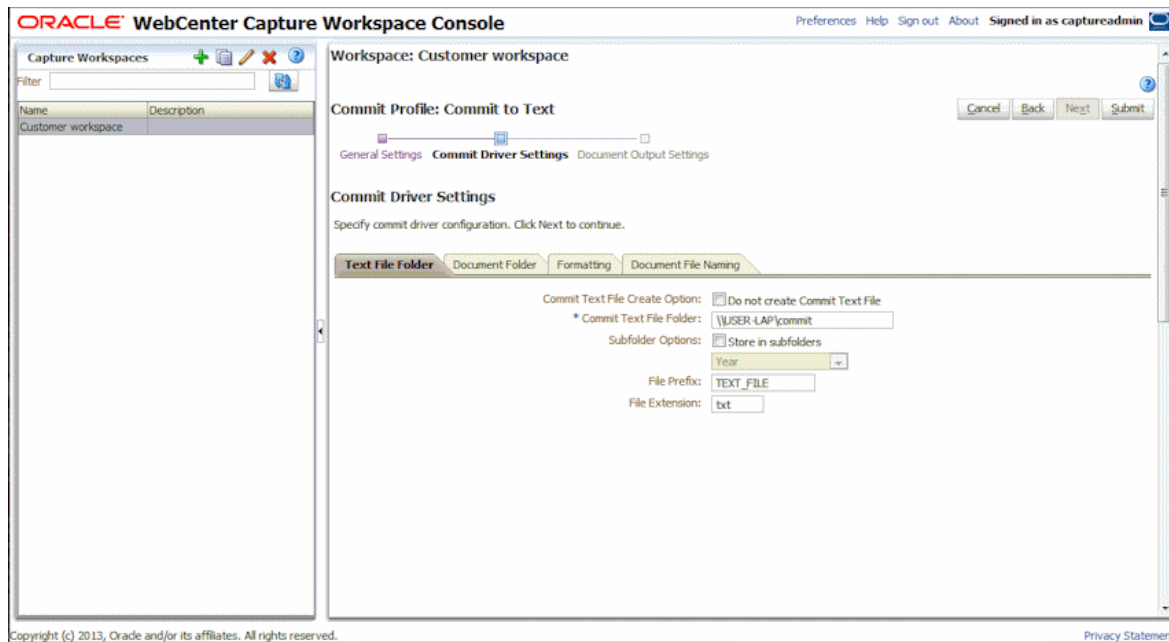 ORACLE WebCenter Capture Workspace Console
Preferences Help Sign out About Signed in as captureadmin
Capture Workspaces
Filter
Name Description
Customer workspace
Workspace: Customer workspace
Commit Profile: Commit to Text
Cancel Back Next Submit
General Settings Commit Driver Settings Document Output Settings
Commit Driver Settings
Specify commit driver configuration. Click Next to continue.
Text File Folder Document Folder Formatting Document File Naming
Commit Text File Create Option: Do not create Commit Text File
* Commit Text File Folder: \\USER-LAP\commit
Subfolder Options: Store in subfolders
Year
File Prefix: TEXT_FILE
File Extension: txt
Copyright (c) 2013, Oracle and/or its affiliates. All rights reserved.
Privacy Statemer